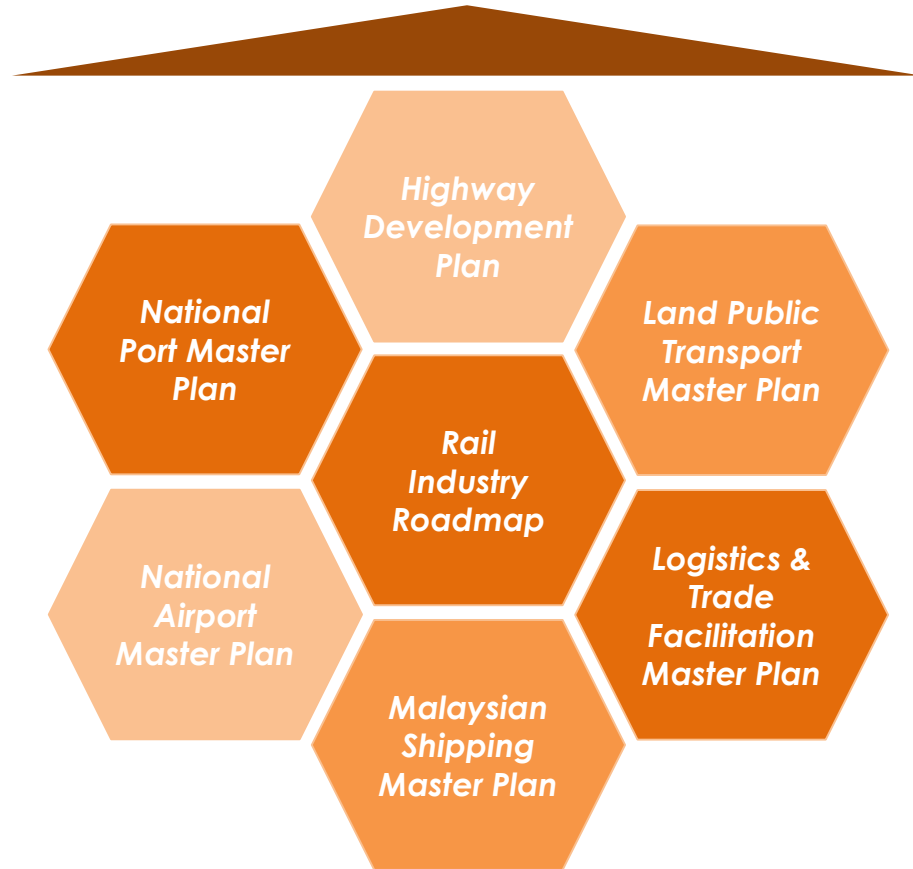 Highway
Development
Plan
National
Port Master
Plan
Land Public
Transport
Master Plan
Rail
Industry
Roadmap
National
Airport
Master Plan
Logistics &
Trade
Facilitation
Master Plan
Malaysian
Shipping
Master Plan